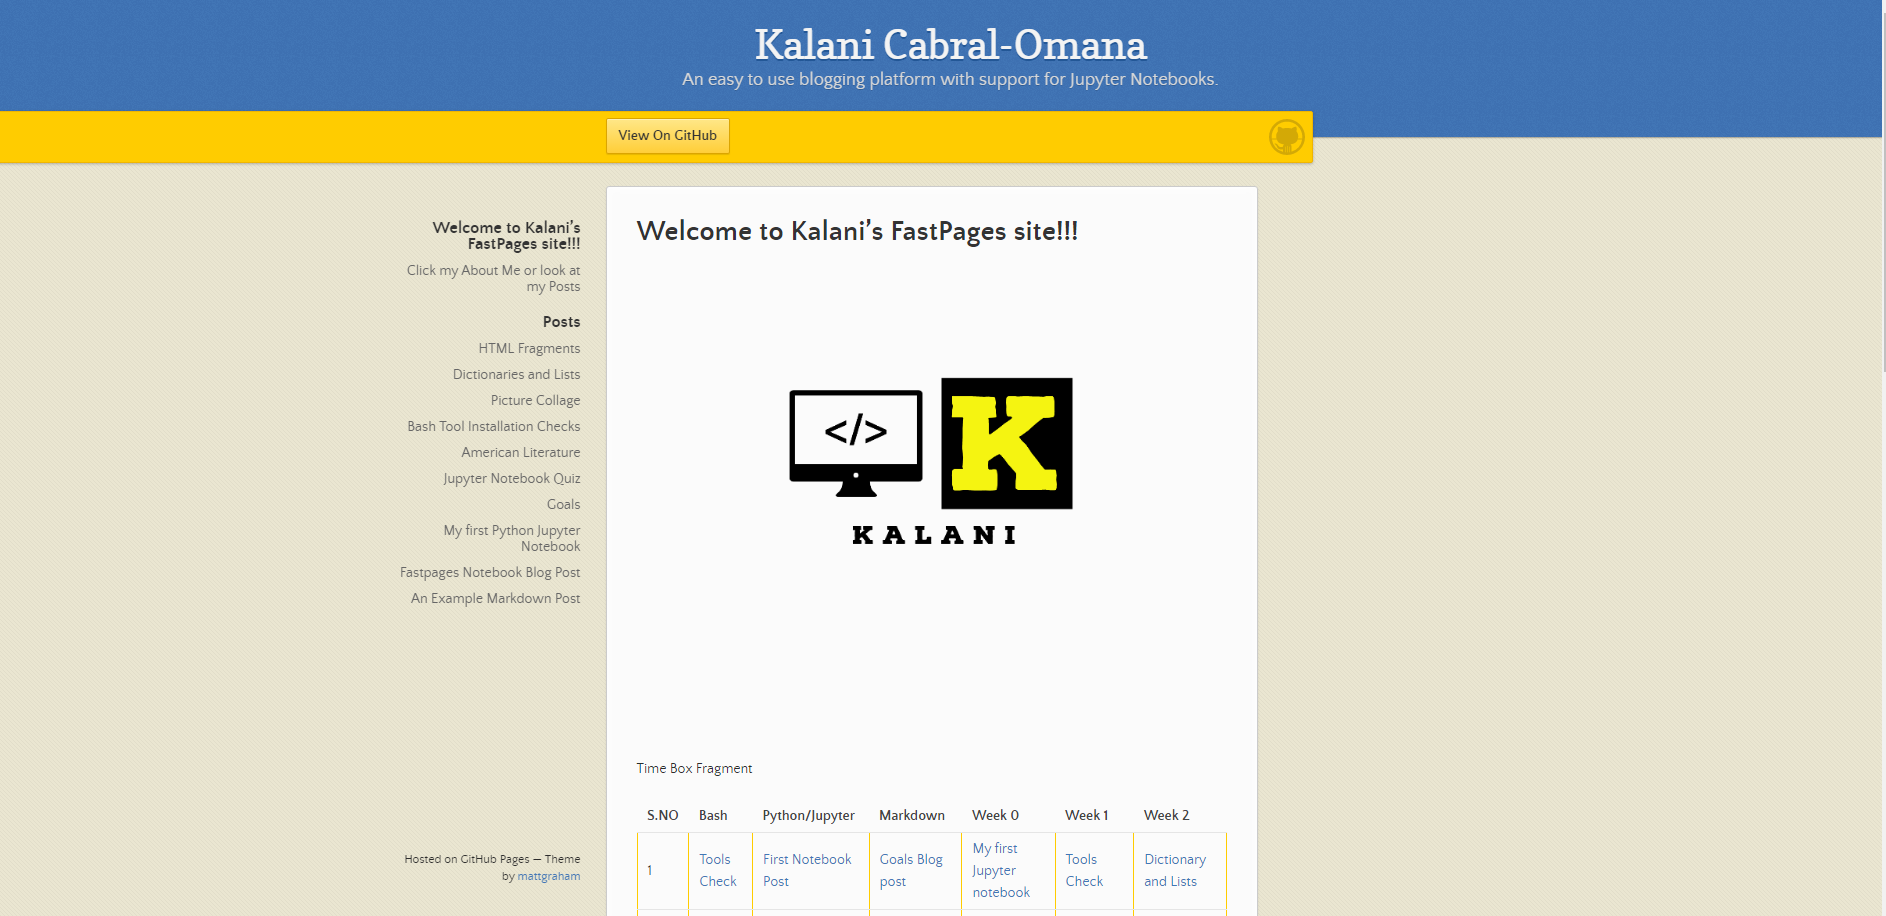 Kalani Cabral-Omana
An easy to use blogging platform with support for Jupyter Notebooks.
View On GitHub
Welcome to Kalani's
FastPages site!!!
Click my About Me or look at
my Posts
Posts
HTML Fragments
Dictionaries and Lists
Picture Collage
Bash Tool Installation Checks
American Literature
Jupyter Notebook Quiz
Goals
My first Python Jupyter
Notebook
Fastpages Notebook Blog Post
An Example Markdown Post
Hosted on GitHub Pages — Theme
by mattgraham
Welcome to Kalani's FastPages site!!!
</>
K
KALANI
Time Box Fragment
S.NO Bash Python/Jupyter Markdown Week 0 Week 1 Week 2
1 Tools Check First Notebook Post Goals Blog post My first Jupyter notebook Tools Check Dictionary and Lists